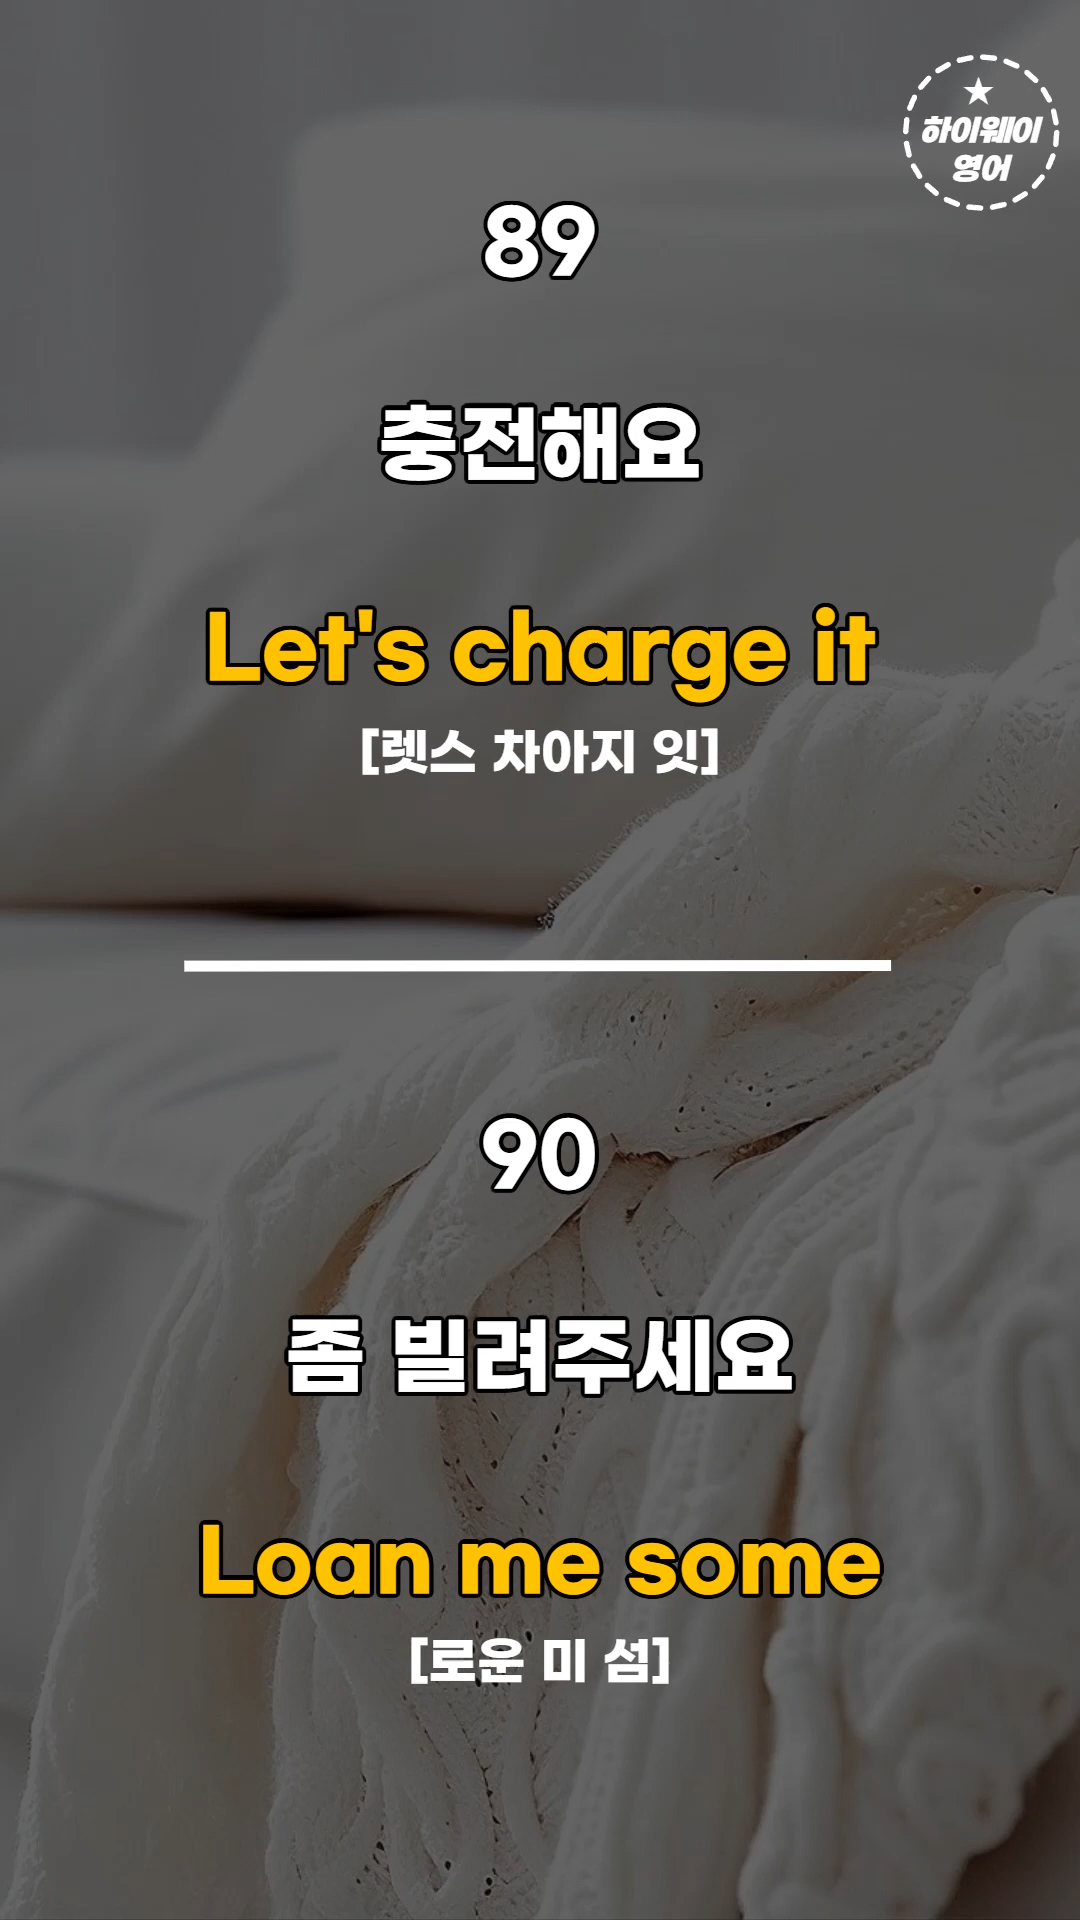 하이웨이
영어
89
충전해요
Let's charge it
[렛스 차아지 잇]
90
좀 빌려주세요
Loan me some
[로운 미 섬]